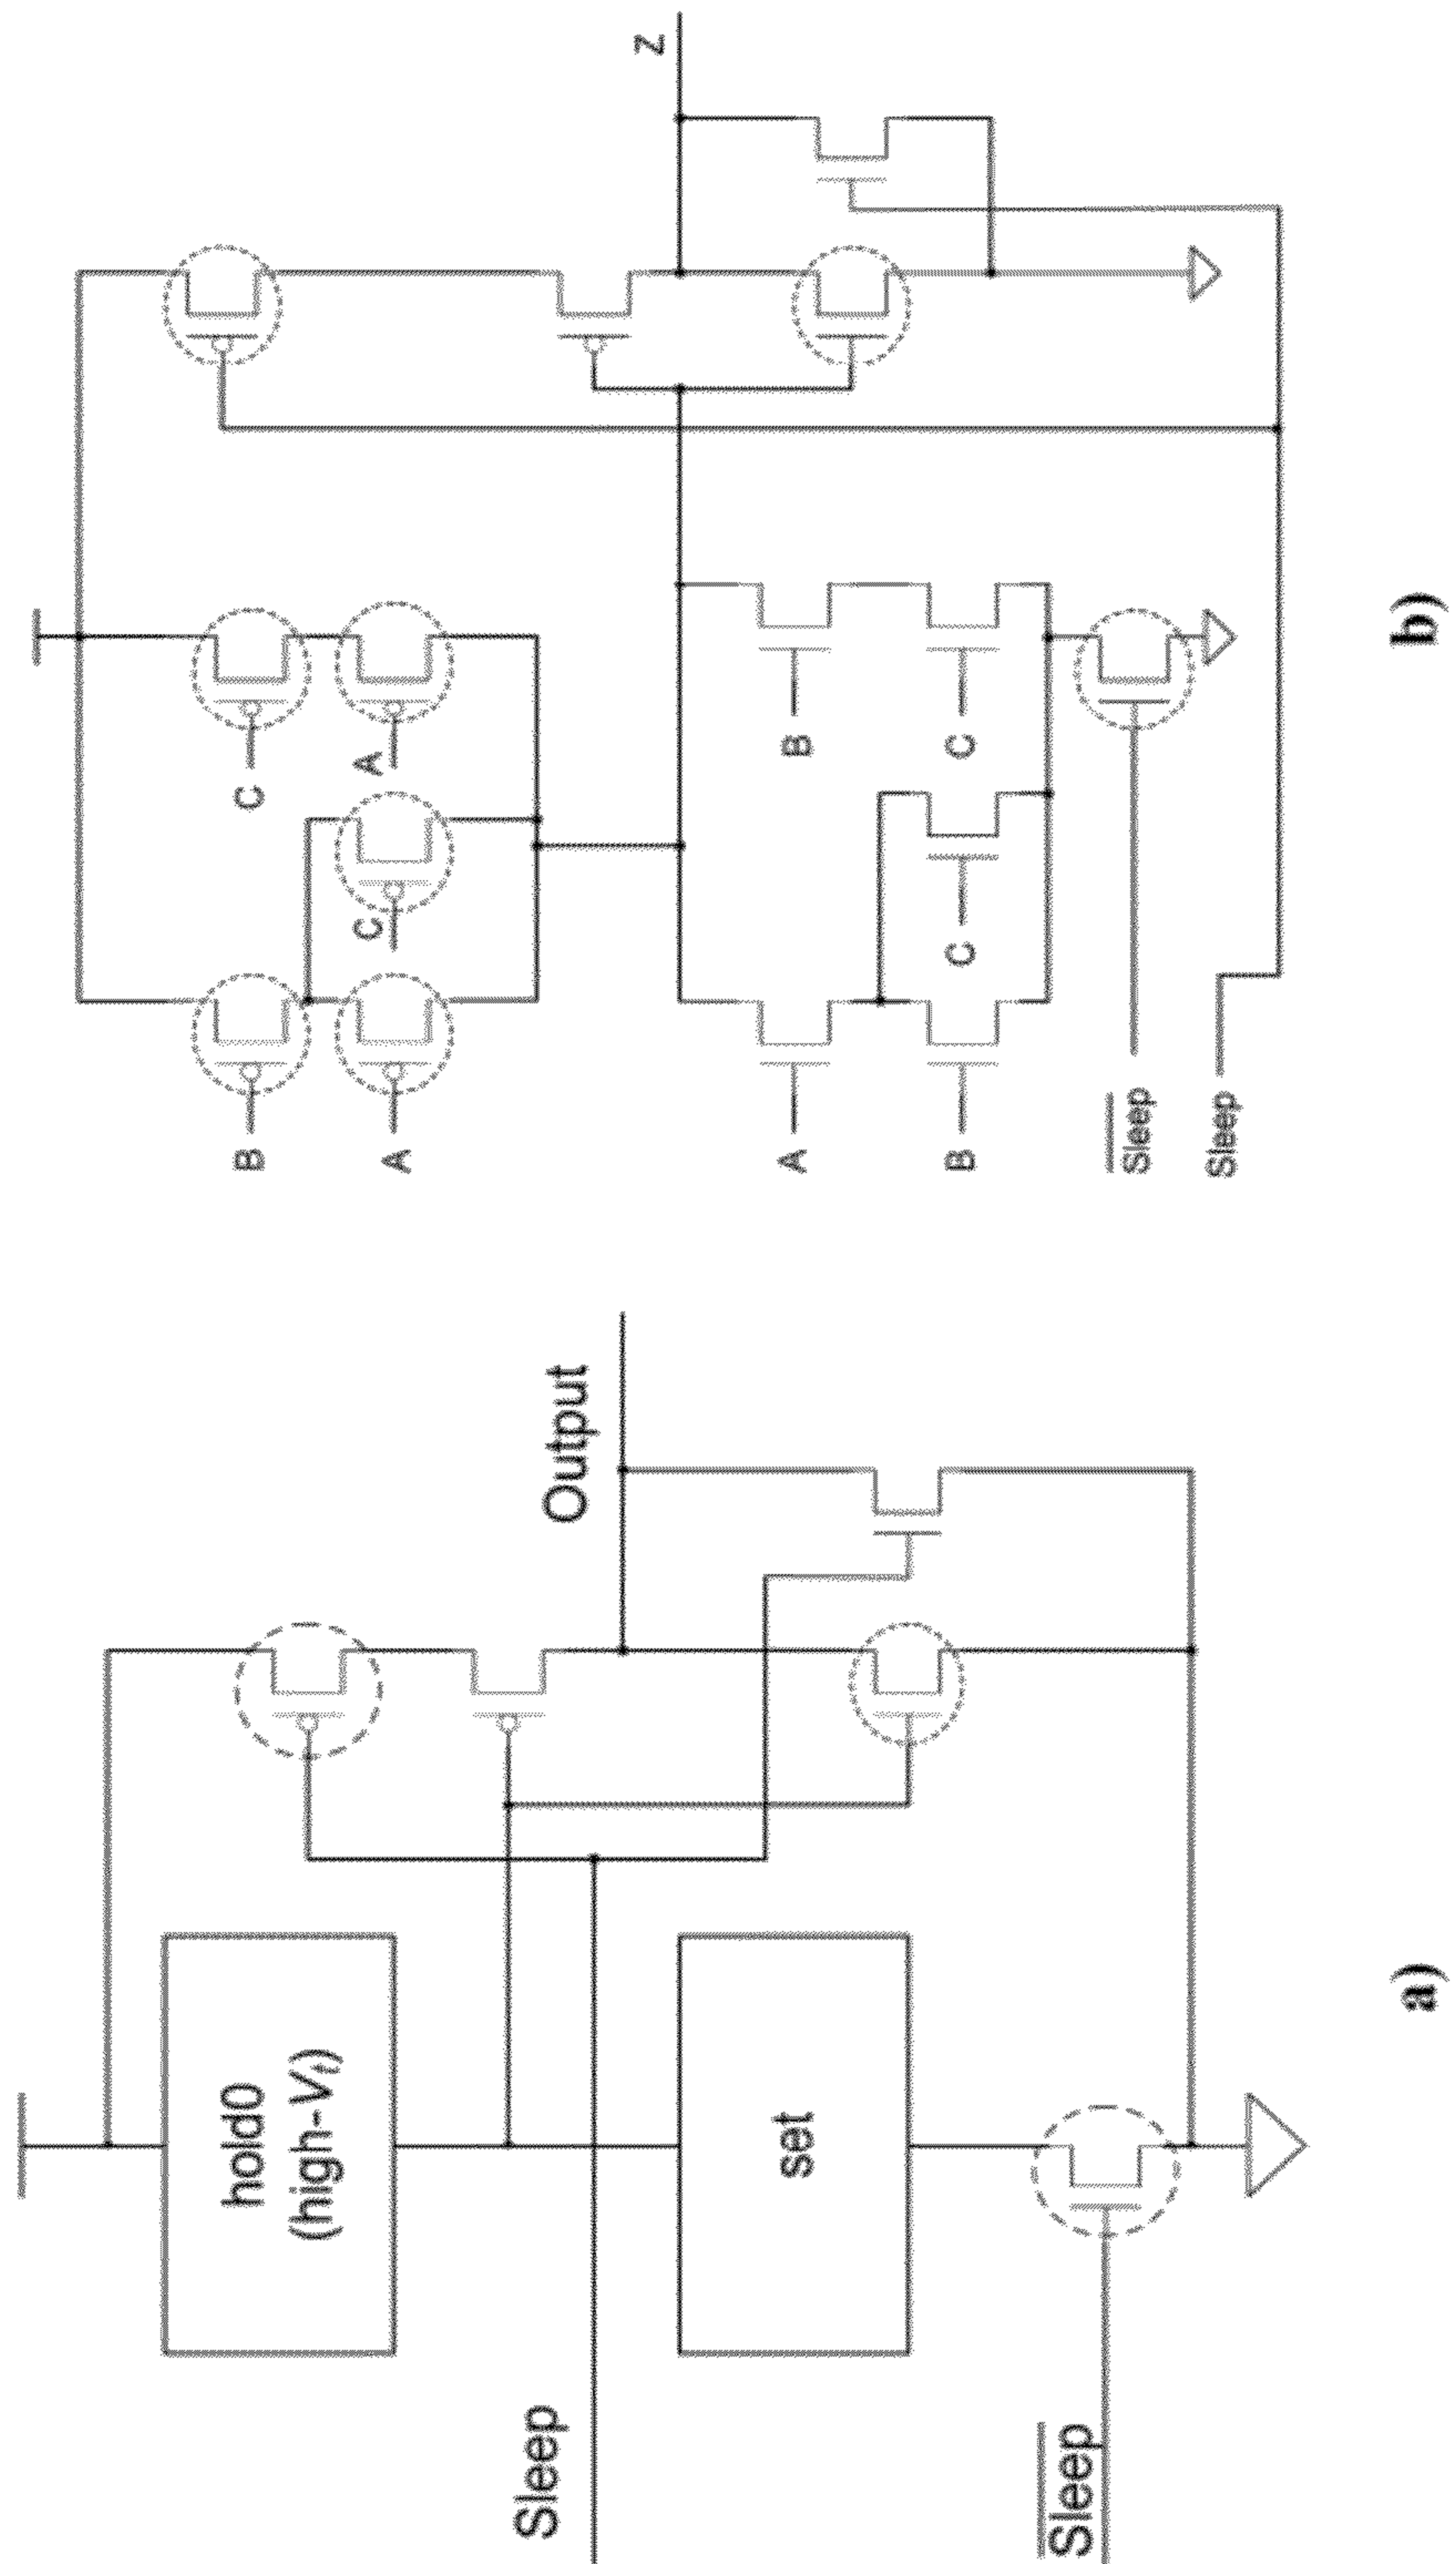 hold0
(high-Vt)
set
Sleep
Sleep
Output
a)
B
A
C
C
A
A
B
C
B
C
Sleep
Sleep
Z
b)